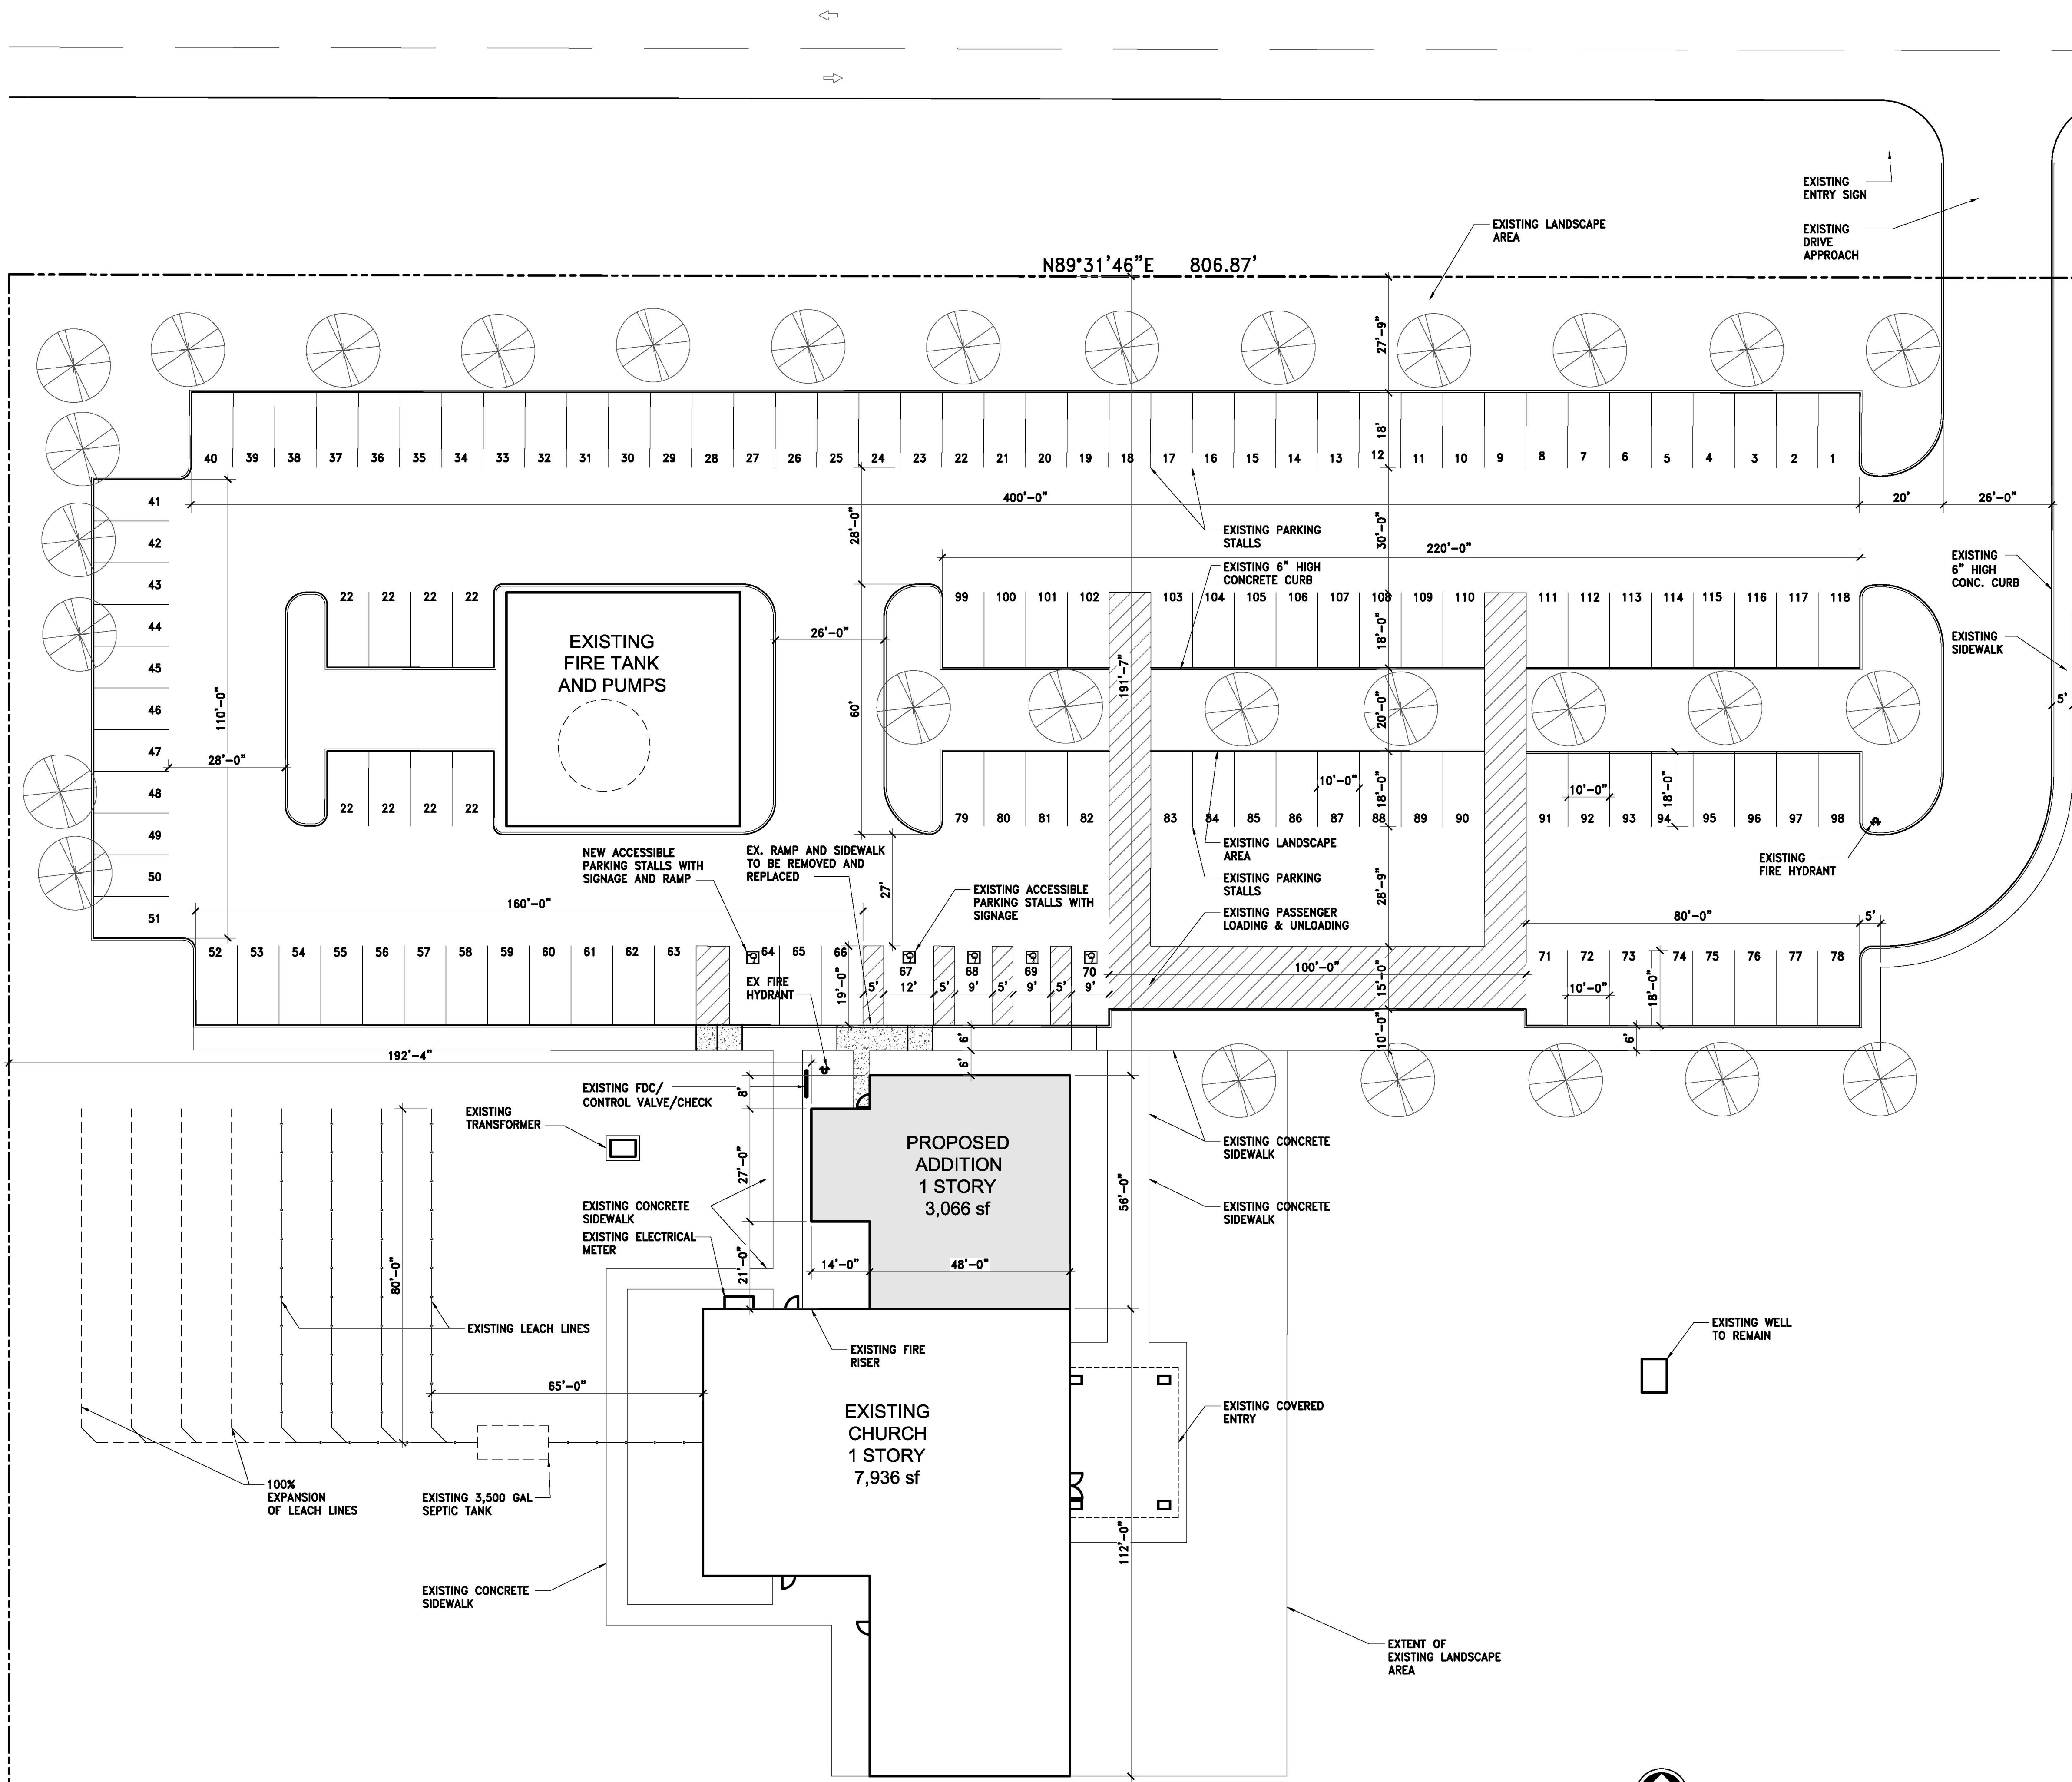 EXISTING
ENTRY SIGN
EXISTING LANDSCAPE
AREA
EXISTING
DRIVE
APPROACH
N89°31'46"E 806.87'
27'-9"
18'
40 39 38 37 36 35 34 33 32 31 30 29 28 27 26 25 24 23 22 21 20 19 18 17 16 15 14 13 12 11 10 9 8 7 6 5 4 3 2 1
41
42
43
44
45
46
47
48
49
50
51
400'-0"
20'
26'-0"
28'-0"
30'-0"
EXISTING PARKING
STALLS
220'-0"
EXISTING 6" HIGH
CONCRETE CURB
EXISTING
6" HIGH
CONC. CURB
22 22 22 22
99 100 101 102 103 104 105 106 107 108 109 110 111 112 113 114 115 116 117 118
EXISTING
FIRE TANK
AND PUMPS
26'-0"
18'-0"
EXISTING
SIDEWALK
5'
110'-0"
60'
191'-7"
20'-0"
28'-0"
22 22 22 22
10'-0"
18'-0"
10'-0"
18'-0"
79 80 81 82 83 84 85 86 87 88 89 90 91 92 93 94 95 96 97 98
NEW ACCESSIBLE
PARKING STALLS WITH
SIGNAGE AND RAMP
EX. RAMP AND SIDEWALK
TO BE REMOVED AND
REPLACED
EXISTING LANDSCAPE
AREA
EXISTING
FIRE HYDRANT
EXISTING PARKING
STALLS
27'
EXISTING ACCESSIBLE
PARKING STALLS WITH
SIGNAGE
28'-9"
160'-0"
EXISTING PASSENGER
LOADING & UNLOADING
80'-0"
5'
52 53 54 55 56 57 58 59 60 61 62 63 64 65 66
67 68 69 70
71 72 73 74 75 76 77 78
EX FIRE
HYDRANT
19'-0"
5' 12' 5' 9' 5' 9' 5' 9'
100'-0"
15'-0"
10'-0"
18'-0"
10'-0"
6'
6'
6'
192'-4"
EXISTING FDC/
CONTROL VALVE/CHECK
8'
EXISTING
TRANSFORMER
PROPOSED
ADDITION
1 STORY
3,066 sf
EXISTING CONCRETE
SIDEWALK
27'-0"
EXISTING CONCRETE
SIDEWALK
56'-0"
EXISTING CONCRETE
SIDEWALK
EXISTING ELECTRICAL
METER
80'-0"
21'-0"
14'-0"
48'-0"
EXISTING LEACH LINES
EXISTING FIRE
RISER
EXISTING WELL
TO REMAIN
65'-0"
EXISTING
CHURCH
1 STORY
7,936 sf
EXISTING COVERED
ENTRY
100%
EXPANSION
OF LEACH LINES
EXISTING 3,500 GAL
SEPTIC TANK
112'-0"
EXISTING CONCRETE
SIDEWALK
EXTENT OF
EXISTING LANDSCAPE
AREA